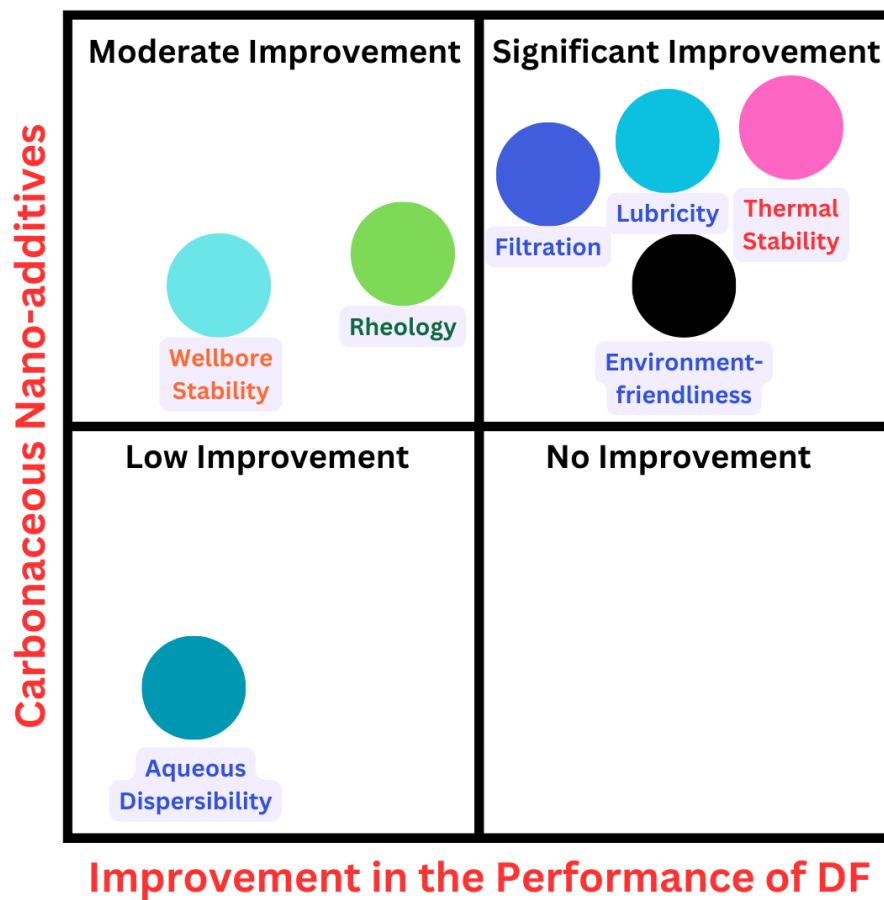 Moderate Improvement
Significant Improvement
Filtration
Lubricity
Thermal
Stability
Rheology
Wellbore
Stability
Environment-
friendliness
Low Improvement
No Improvement
Aqueous
Dispersibility
Carbonaceous Nano-additives
Improvement in the Performance of DF